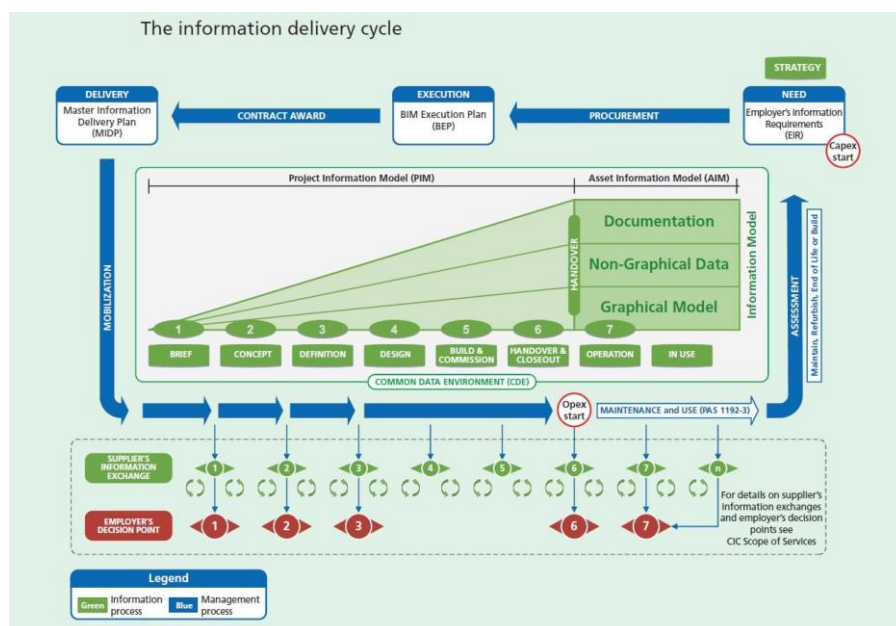 The information delivery cycle
STRATEGY
DELIVERY
Master Information
Delivery Plan
(MIDP)
CONTRACT AWARD
EXECUTION
BIM Execution Plan
(BEP)
PROCUREMENT
NEED
Employer's Information
Requirements
(EIR)
Capex
start
Project Information Model (PIM)
Asset Information Model (AIM)
MOBILIZATION
HANDOVER
Documentation
Non-Graphical Data
Graphical Model
Information Model
ASSESSMENT
Maintain, Refurbish, End of Life or Build
1 2 3 4 5 6 7
BRIEF
CONCEPT
DEFINITION
DESIGN
BUILD &
COMMISSION
HANDOVER &
CLOSEOUT
OPERATION
IN USE
COMMON DATA ENVIRONMENT (CDE)
Opex
start
MAINTENANCE and USE (PAS 1192-3)
SUPPLIER'S
INFORMATION
EXCHANGE
1 2 3 4 5 6 7 n
EMPLOYER'S
DECISION POINT
1 2 3 6 7
For details on supplier's
information exchanges
and employer's decision
points see
CIC Scope of Services
Legend
Green Information
process
Blue Management
process